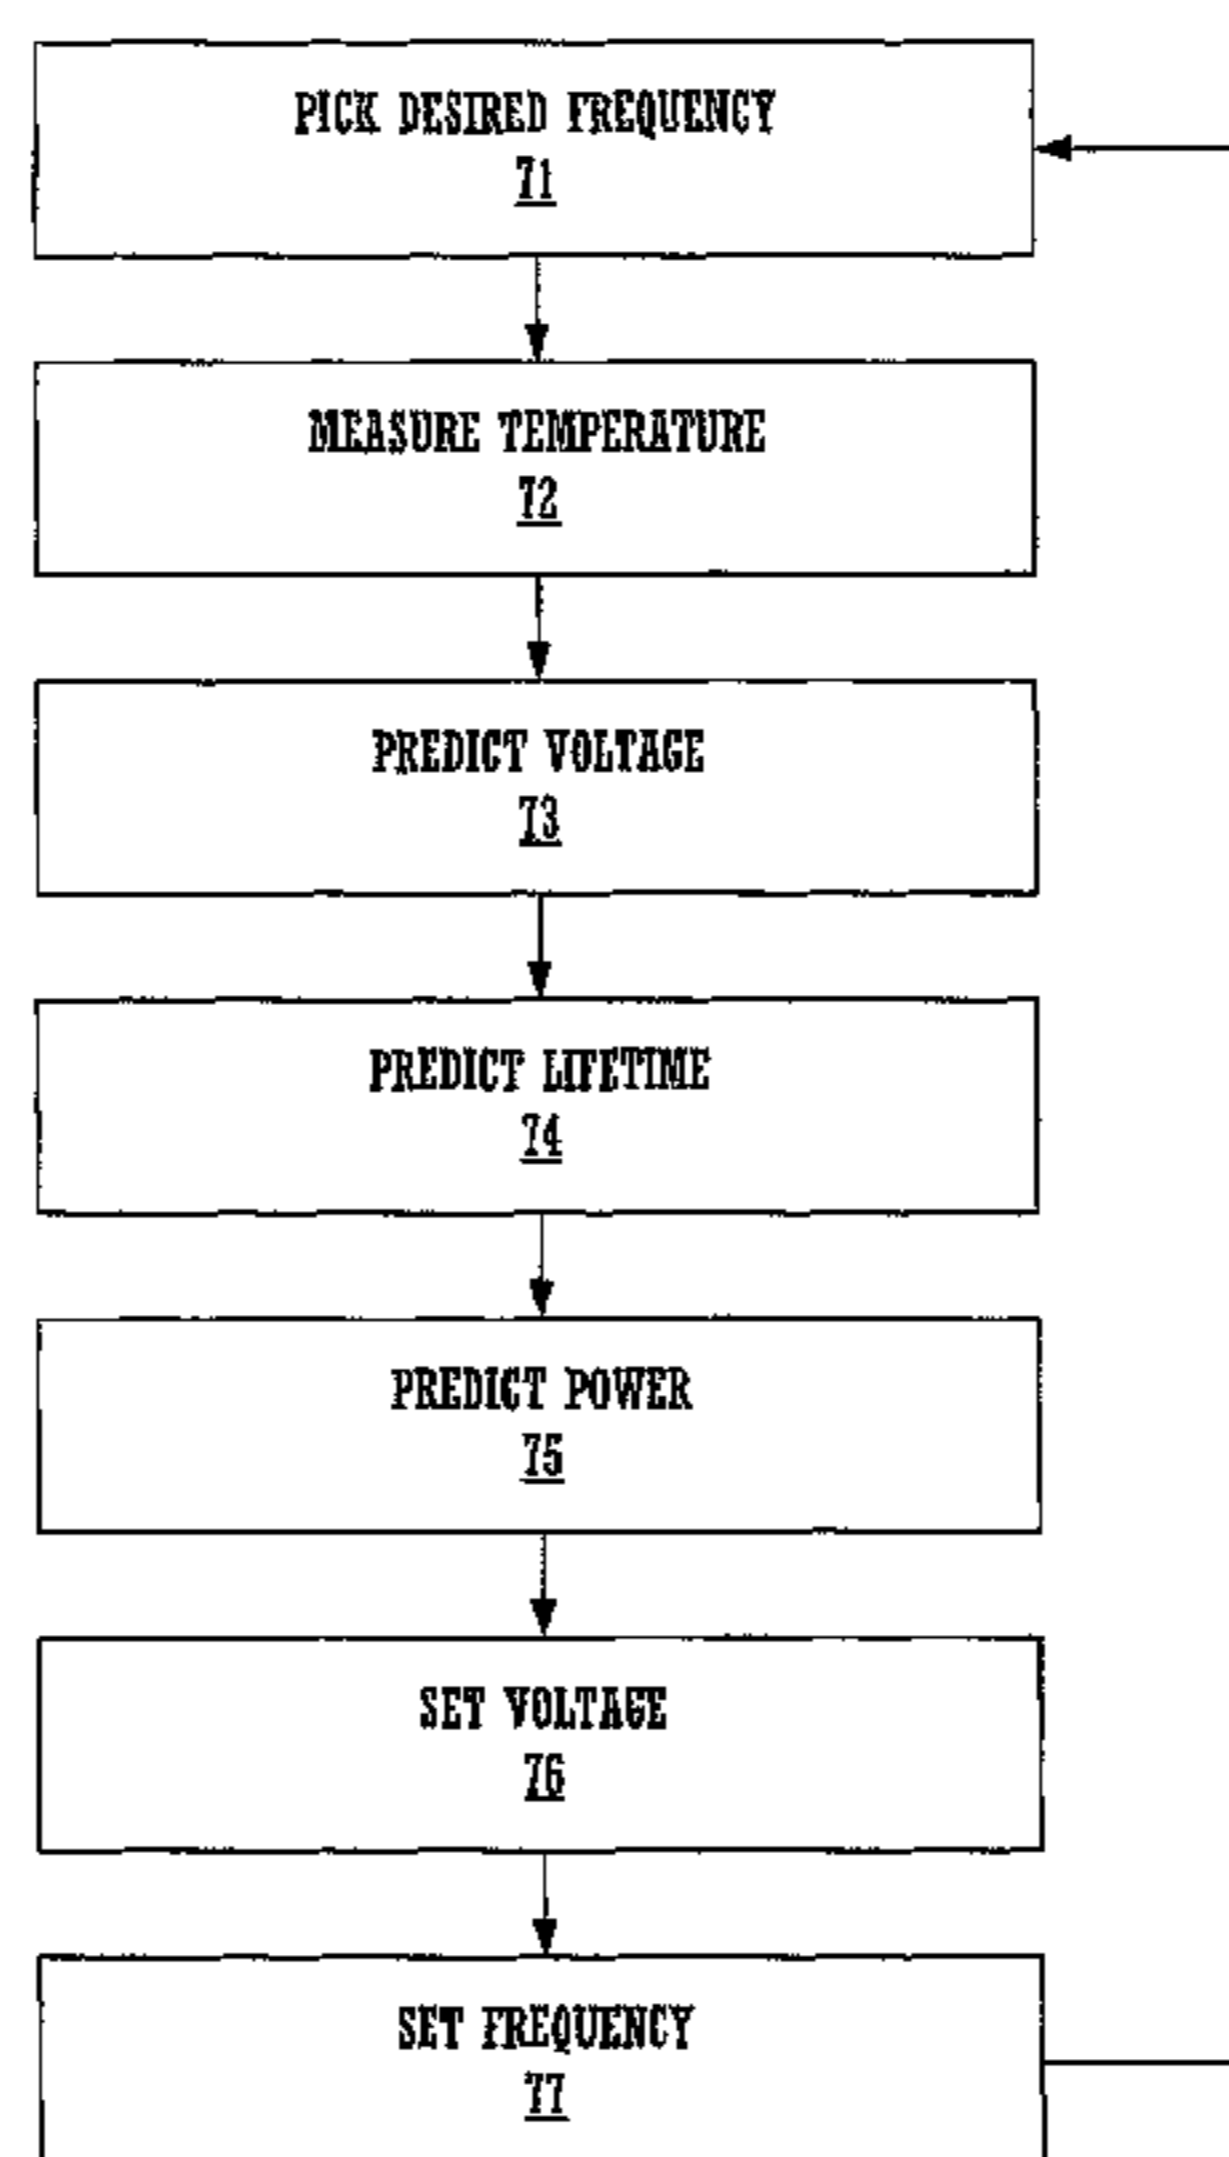 PICK DESIRED FREQUENCY
71
MEASURE TEMPERATURE
72
PREDICT VOLTAGE
73
PREDICT LIFETIME
74
PREDICT POWER
75
SET VOLTAGE
76
SET FREQUENCY
77